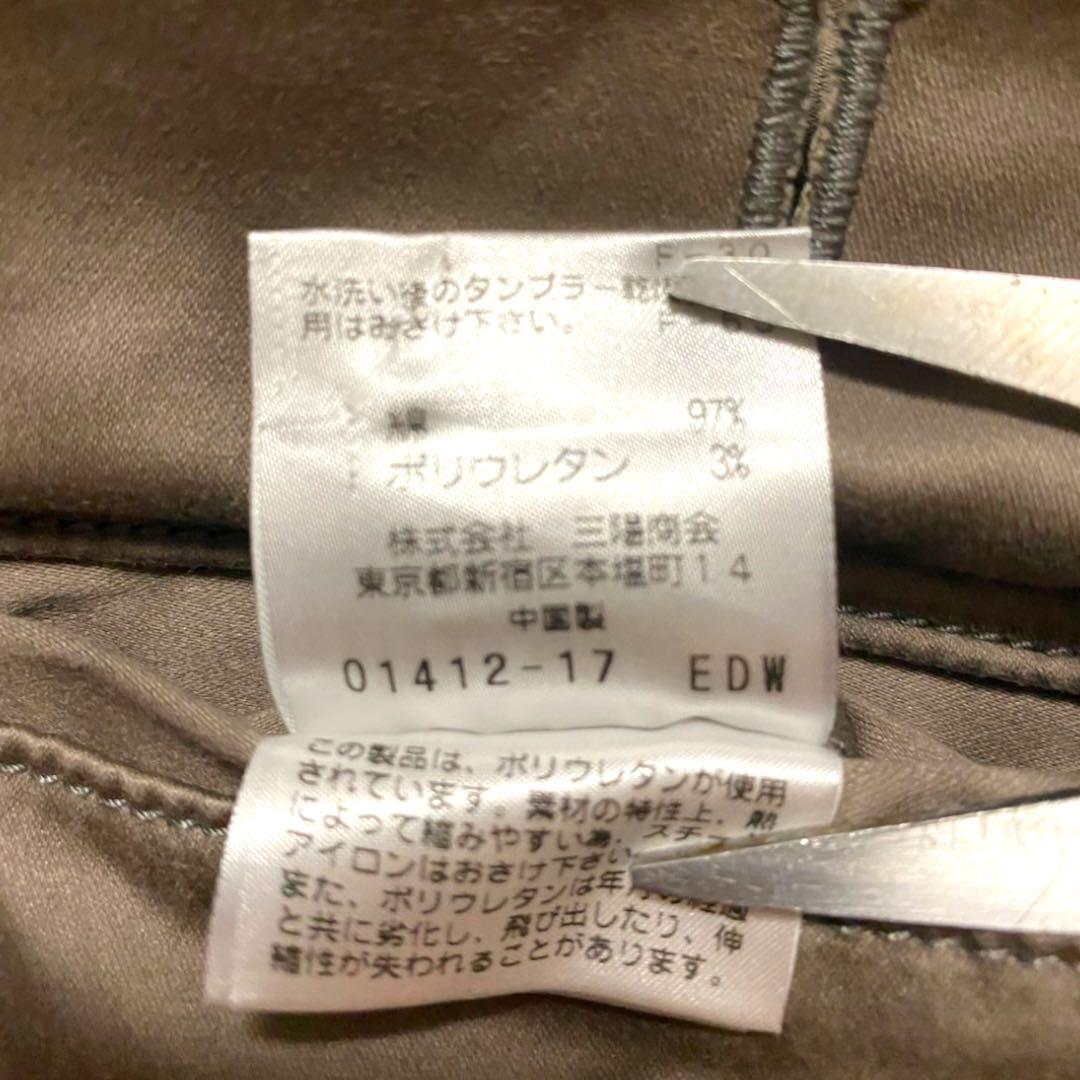 水洗い後のタンブラー乾
用はみさけ下さい。
綿 97%
ポリウレタン 3%
株式会社 三陽商会
東京都新宿区本塩町14
中国製
01412-17 EDW
この製品は、ポリウレタンが使用
されています。素材の特性上、熱
によって縮みやすい為、スチ
アイロンはおさけ下さい
また、ポリウレタンは年月の経過
と共に劣化し、飛び出したり、伸
縮性が失われることがあります。